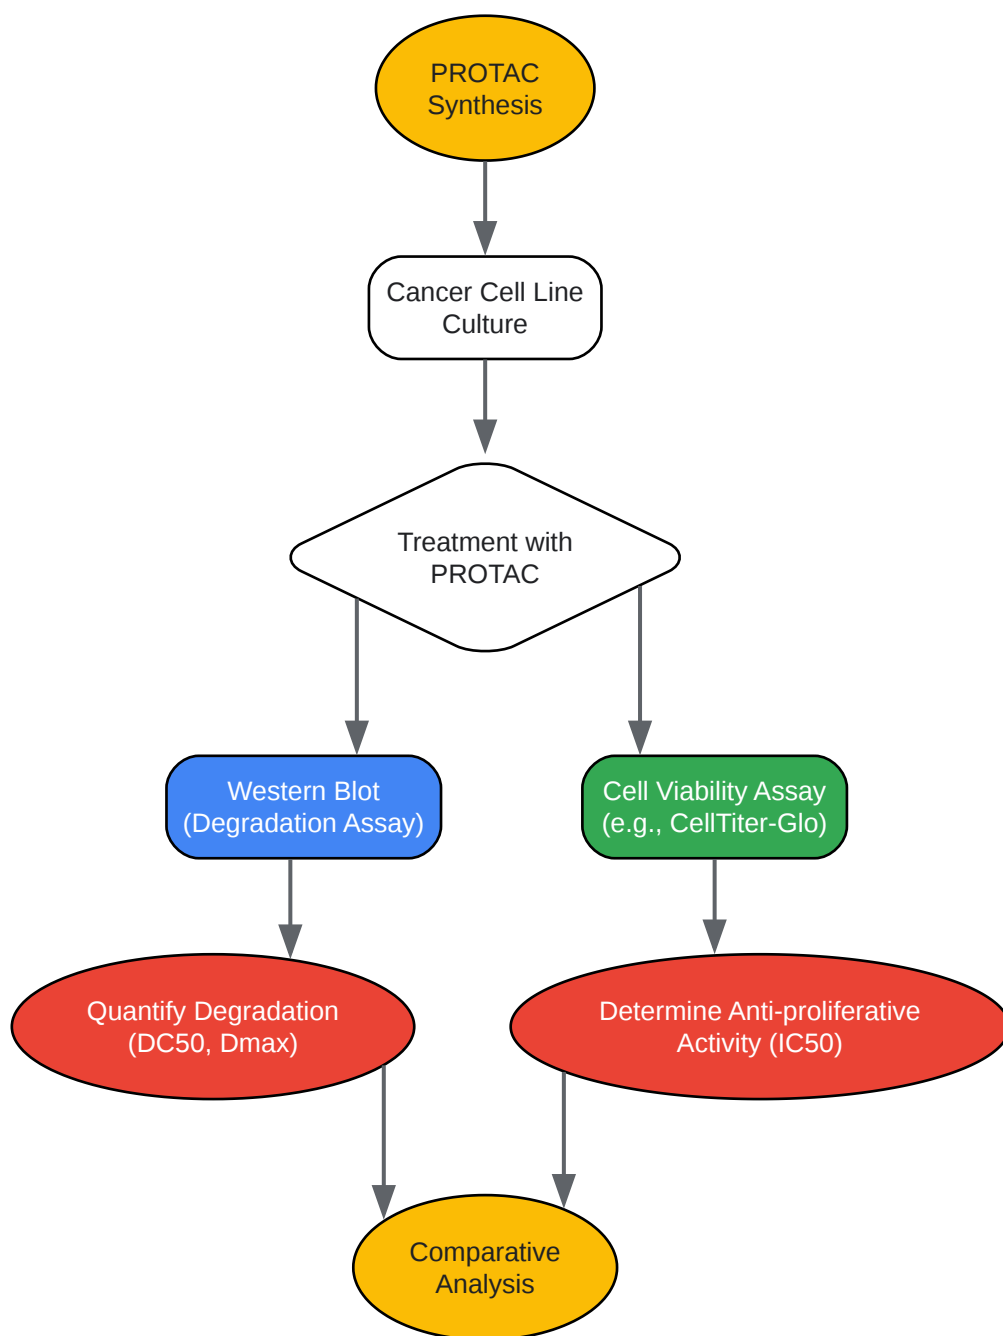 PROTAC
Synthesis
Cancer Cell Line
Culture
Treatment with
PROTAC
Western Blot
(Degradation Assay)
Cell Viability Assay
(e.g., CellTiter-Glo)
Quantify Degradation
(DC50, Dmax)
Determine Anti-proliferative
Activity (IC50)
Comparative
Analysis